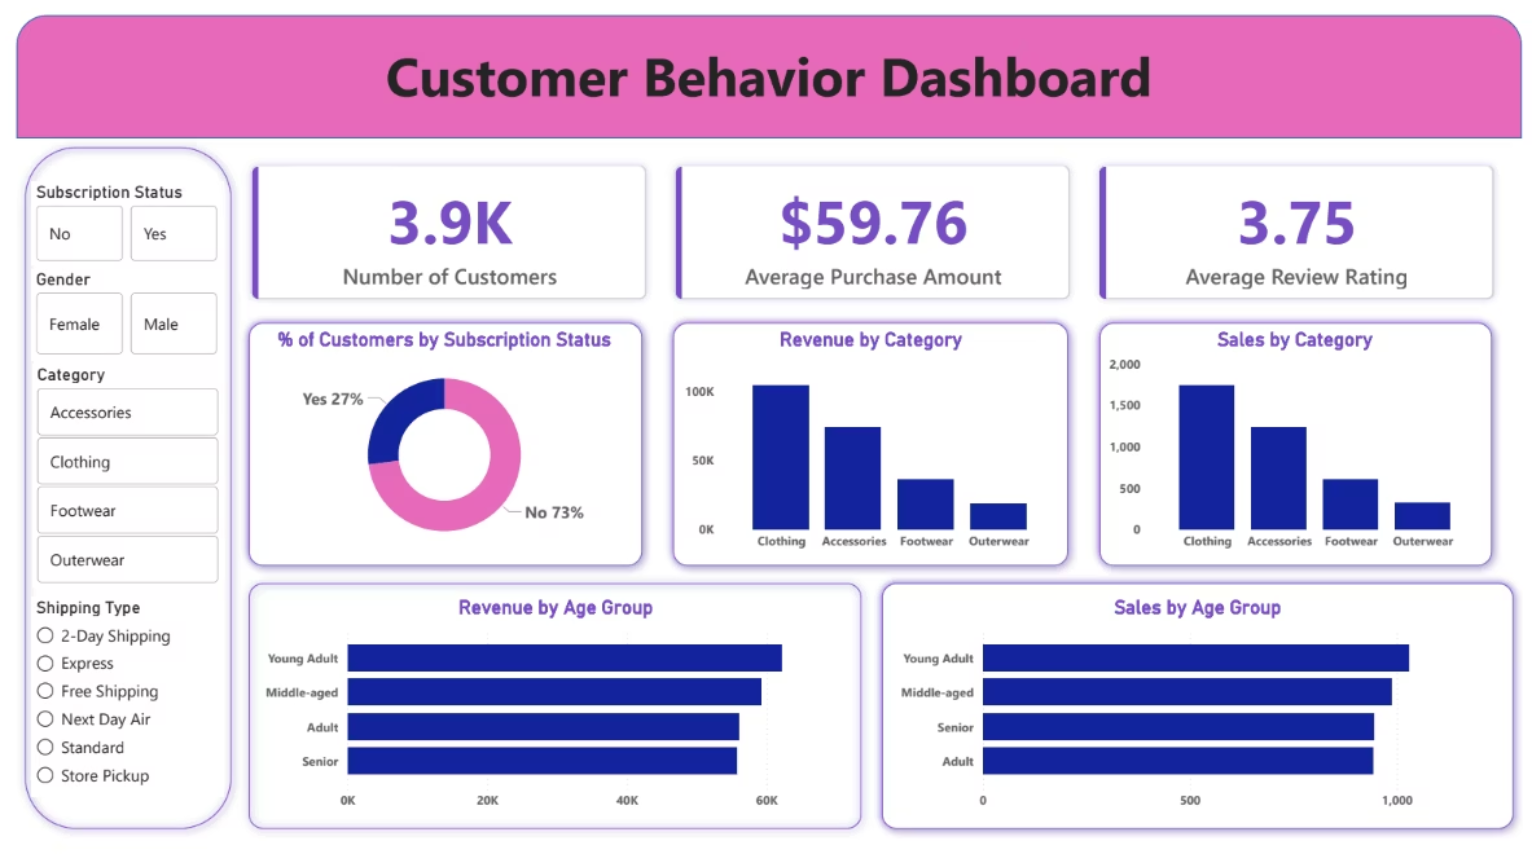 Customer Behavior Dashboard
Subscription Status
No
Yes
Gender
Female
Male
Category
Accessories
Clothing
Footwear
Outerwear
Shipping Type
2-Day Shipping
Express
Free Shipping
Next Day Air
Standard
Store Pickup
3.9K
Number of Customers
$59.76
Average Purchase Amount
3.75
Average Review Rating
% of Customers by Subscription Status
Yes 27%
No 73%
Revenue by Category
100K
50K
0K
Clothing Accessories Footwear Outerwear
Sales by Category
2,000
1,500
1,000
500
0
Clothing Accessories Footwear Outerwear
Revenue by Age Group
Young Adult
Middle-aged
Adult
Senior
0K 20K 40K 60K
Sales by Age Group
Young Adult
Middle-aged
Senior
Adult
0 500 1,000